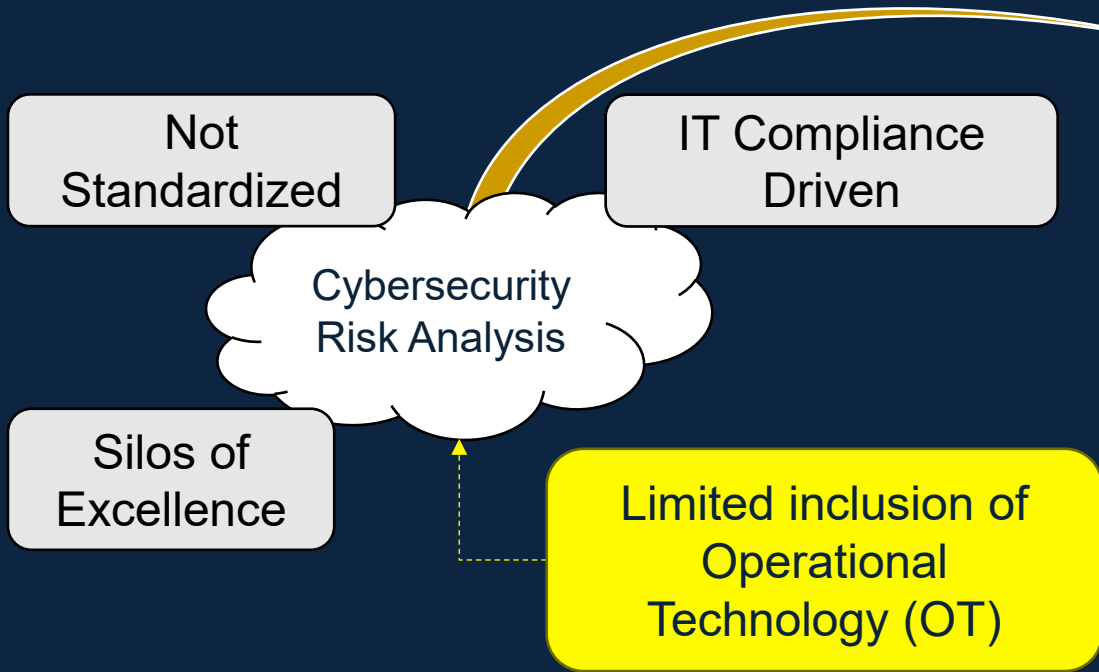 Not
Standardized
IT Compliance
Driven
Cybersecurity
Risk Analysis
Silos of
Excellence
Limited inclusion of
Operational
Technology (OT)